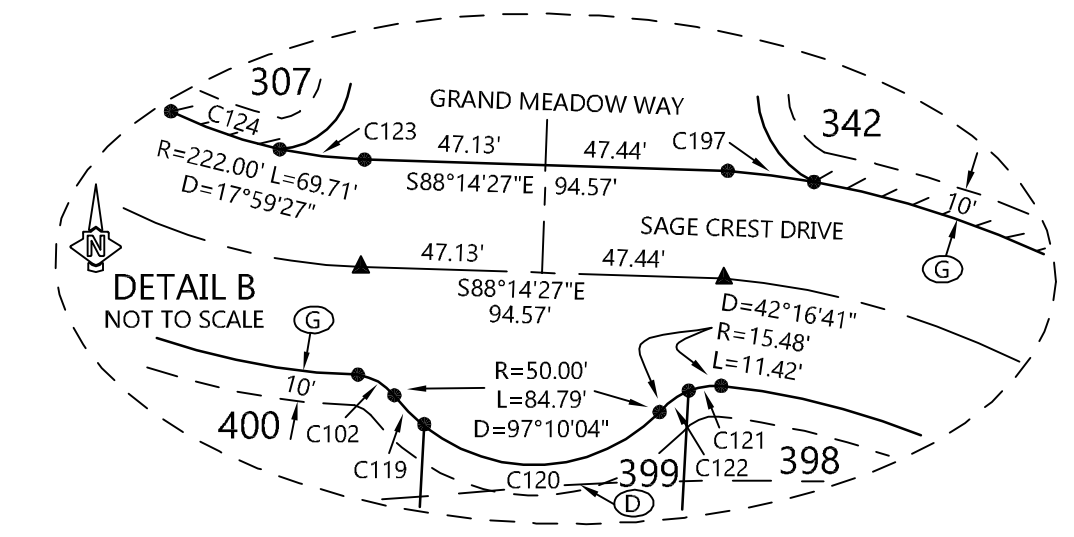 307
GRAND MEADOW WAY
342
C124
C123
47.13'
47.44'
C197
R=222.00' L=69.71'
D=17°59'27"
S88°14'27"E 94.57'
10'
SAGE CREST DRIVE
G
N
47.13'
47.44'
S88°14'27"E
94.57'
DETAIL B
NOT TO SCALE
G
D=42°16'41"
R=15.48'
L=11.42'
10'
R=50.00'
L=84.79'
D=97°10'04"
400
C102
C119
C120
399
C121
C122
398
D